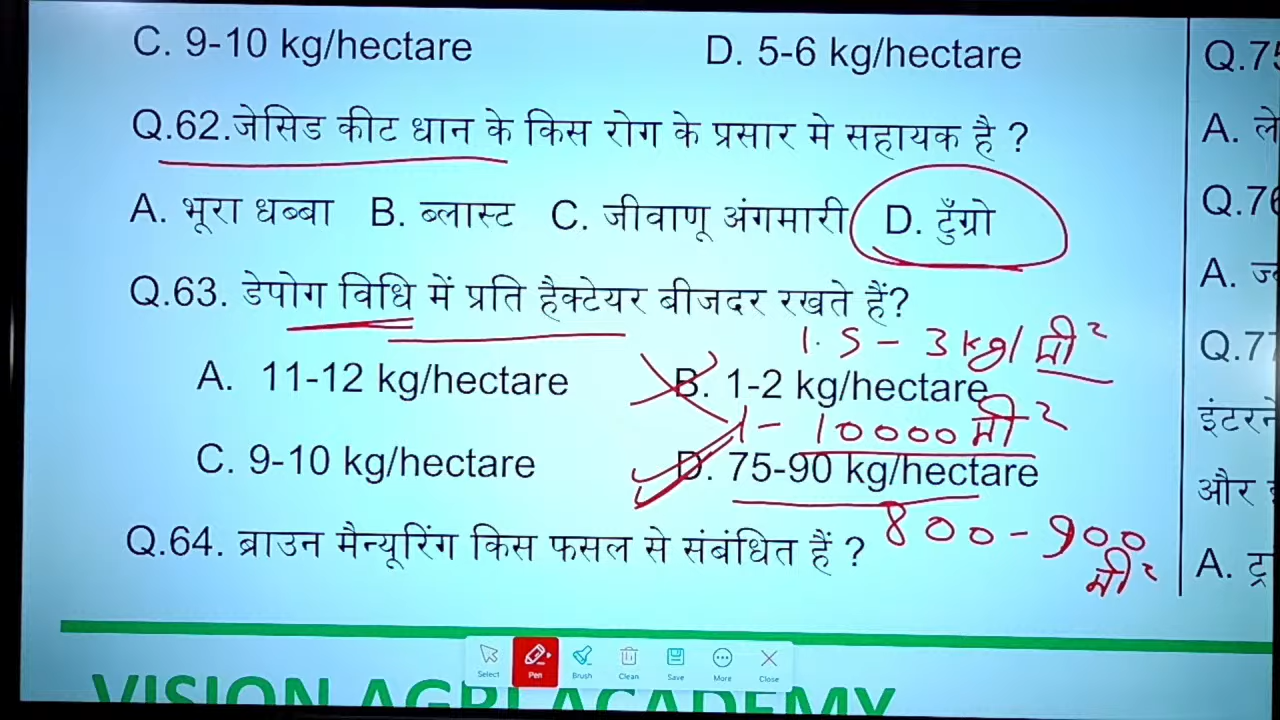 C. 9-10 kg/hectare D. 5-6 kg/hectare
Q.62.जेसिड कीट धान के किस रोग के प्रसार मे सहायक है ?
A. भूरा धब्बा B. ब्लास्ट C. जीवाणू अंगमारी D. टुँग्रो
Q.63. डेपोग विधि में प्रति हैक्टेयर बीजदर रखते हैं?
1.5 - 3 kg/मी²
A. 11-12 kg/hectare B. 1-2 kg/hectare
1 - 10000 मी²
C. 9-10 kg/hectare D. 75-90 kg/hectare
800-900
मी²
Q.64. ब्राउन मैन्यूरिंग किस फसल से संबंधित हैं ?
Q.75
A. ले
Q.76
A.
Q.77
इंटरने
और
A. ट्र
Select Pen Brush Clean Save More Close
VISION AGRI ACADEMY